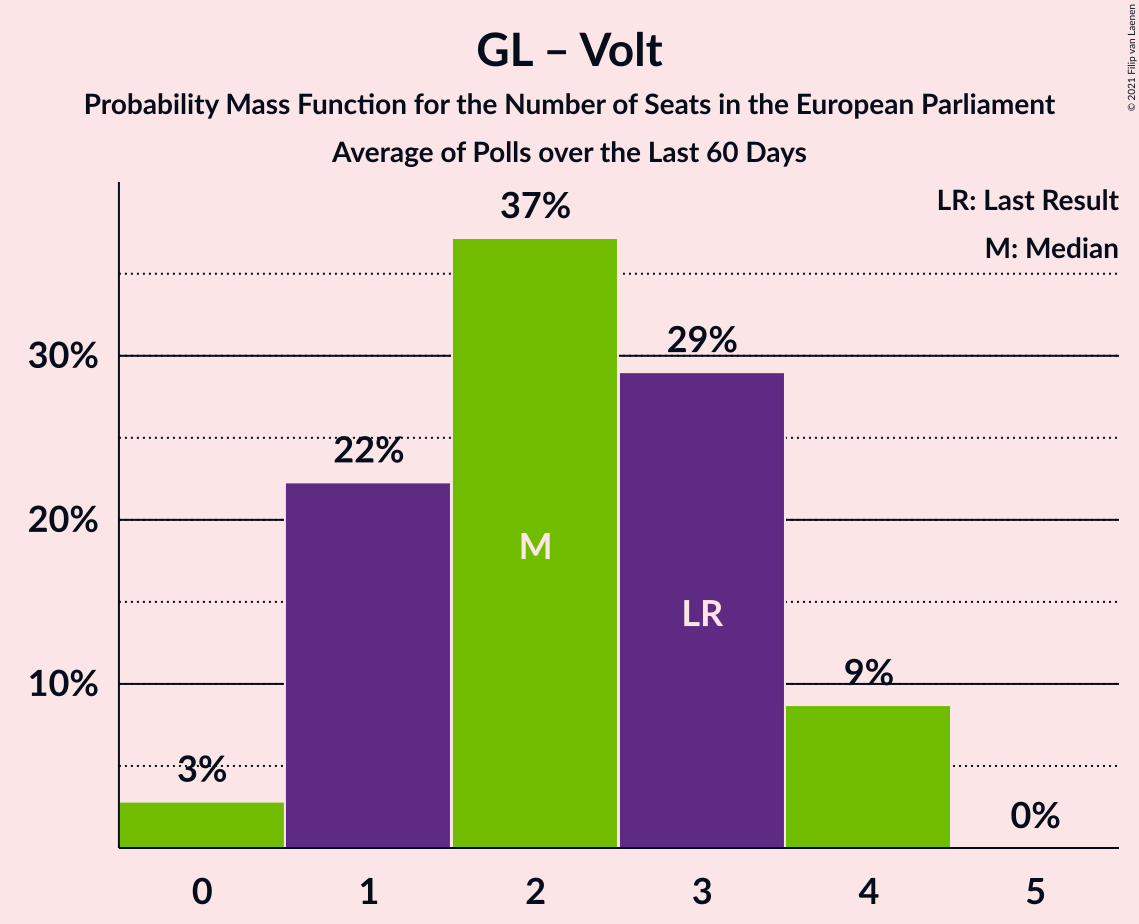 GL – Volt
Probability Mass Function for the Number of Seats in the European Parliament
Average of Polls over the Last 60 Days
© 2021 Filip van Laenen
LR: Last Result
M: Median
37%
30%
29%
22%
20%
M
LR
10%
9%
3%
0%
0 1 2 3 4 5